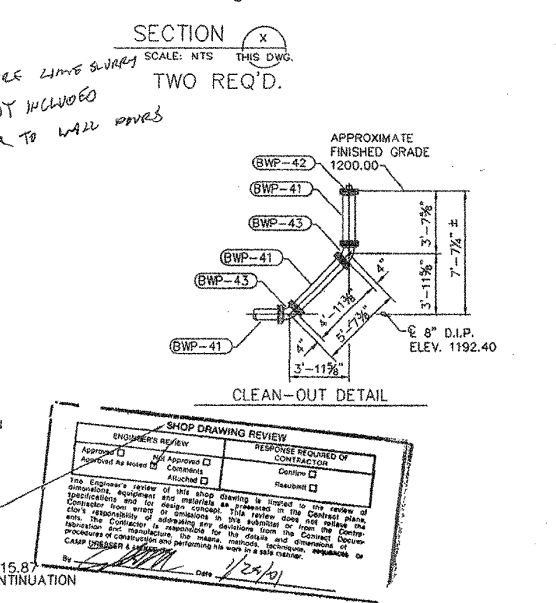 SECTION X
SCALE: NTS THIS DWG.
TWO REQ'D.
LIME SLURRY
INCLUDED
TO WALL POURS
APPROXIMATE
FINISHED GRADE
1200.00
BWP-42
BWP-41
BWP-43
BWP-41
BWP-43
BWP-41
3'-7⅝"
3'-11⅝"
7'-7¼" ±
4"
4'-11⅜"
5'-7⅜"
4"
3'-11⅝"
℄ 8" D.I.P.
ELEV. 1192.40
CLEAN-OUT DETAIL
SHOP DRAWING REVIEW
ENGINEER'S REVIEW
Approved ☐ Not Approved ☐
Approved As Noted ☑ Comments
Attached ☐
RESPONSE REQUIRED OF
CONTRACTOR
Confirm ☐
Resubmit ☐
The Engineer's review of this shop drawing is limited to the review of
dimensions, equipment and materials as presented in the Contract plans,
specifications and for design concept. This review does not relieve the
Contractor from errors or omissions in this submittal or from the Contra-
ctor's responsibility of addressing any deviations from the Contract Docum-
ents. The Contractor is responsible for the details and dimensions of
fabrication and manufacture, the means, methods, technique, sequences or
procedures of construction and performing his work in a safe manner.
CAMP DRESSER &
By Date 1/24/01
15.87
NTINUATION